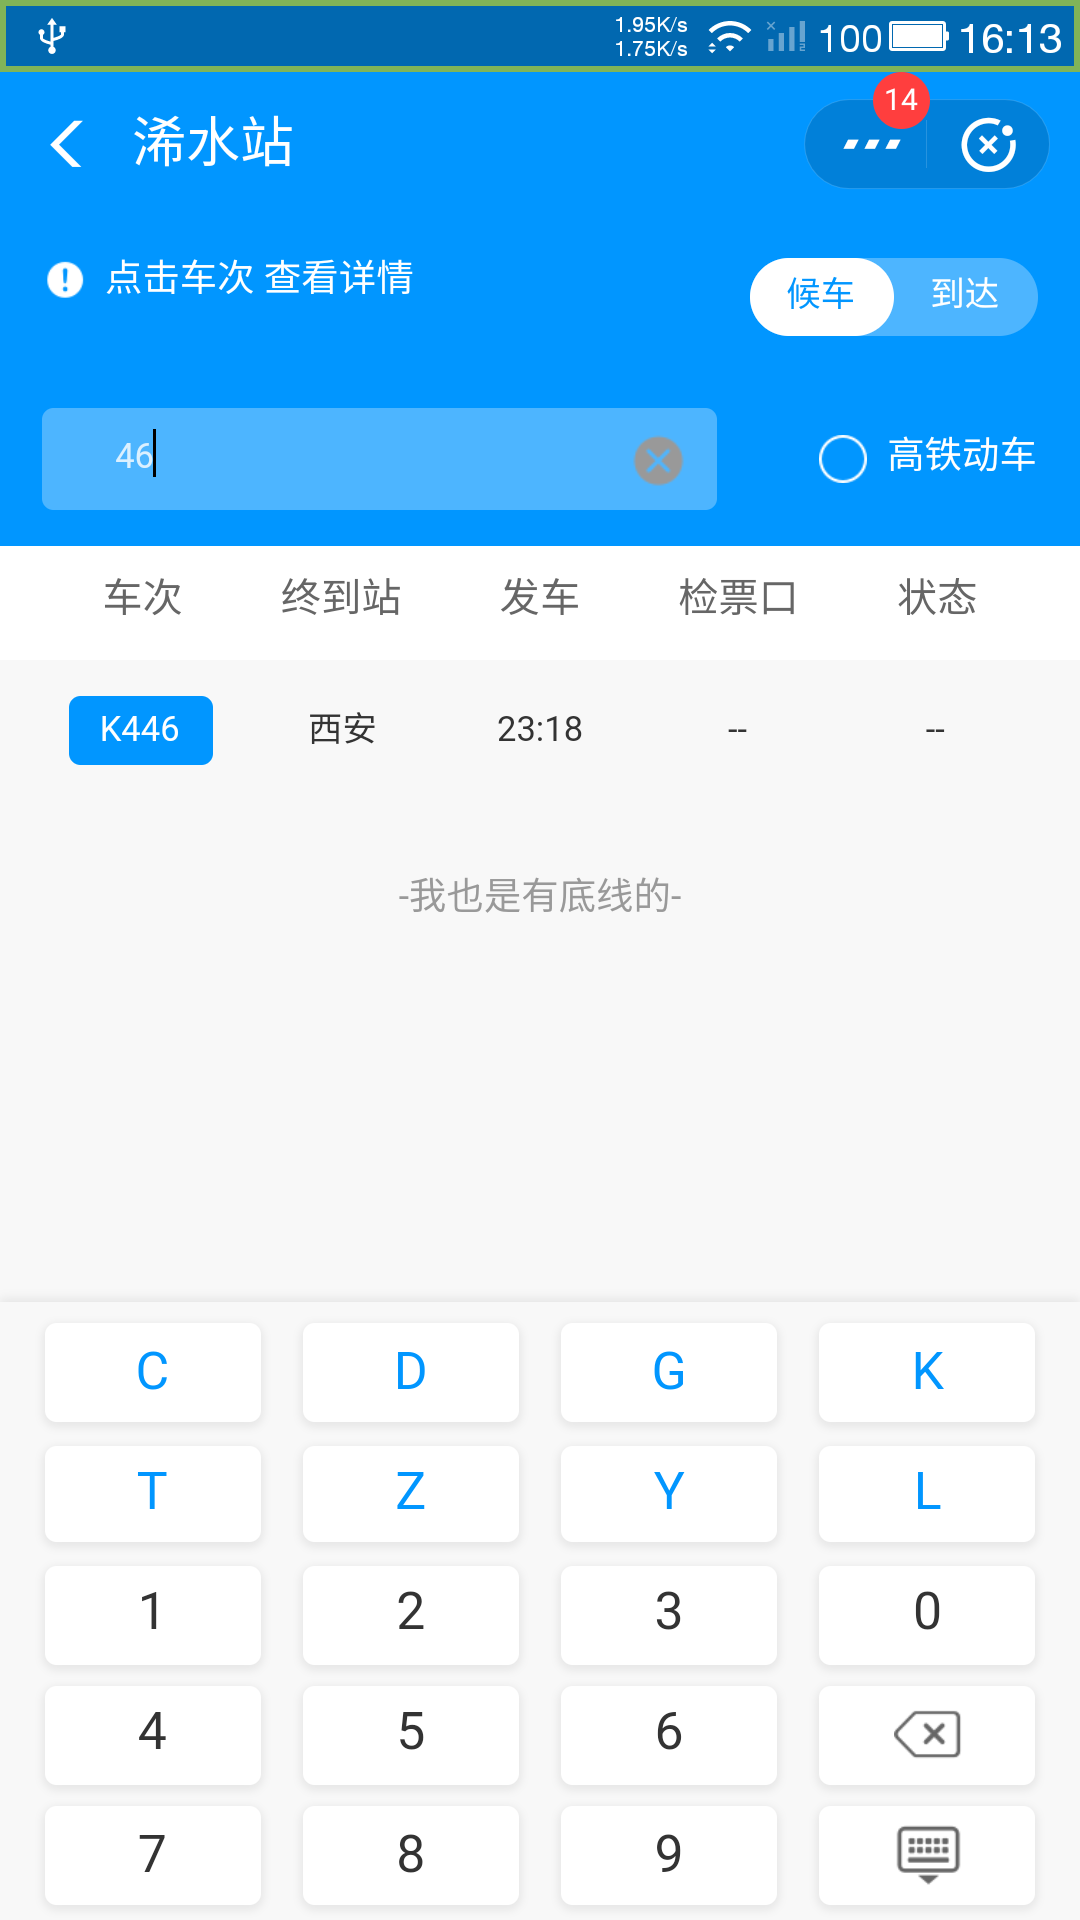 1.95K/s
1.75K/s
100
16:13
浠水站
14
点击车次 查看详情
候车
到达
46
高铁动车
车次 终到站 发车 检票口 状态
K446 西安 23:18 -- --
-我也是有底线的-
C D G K
T Z Y L
1 2 3 0
4 5 6
7 8 9